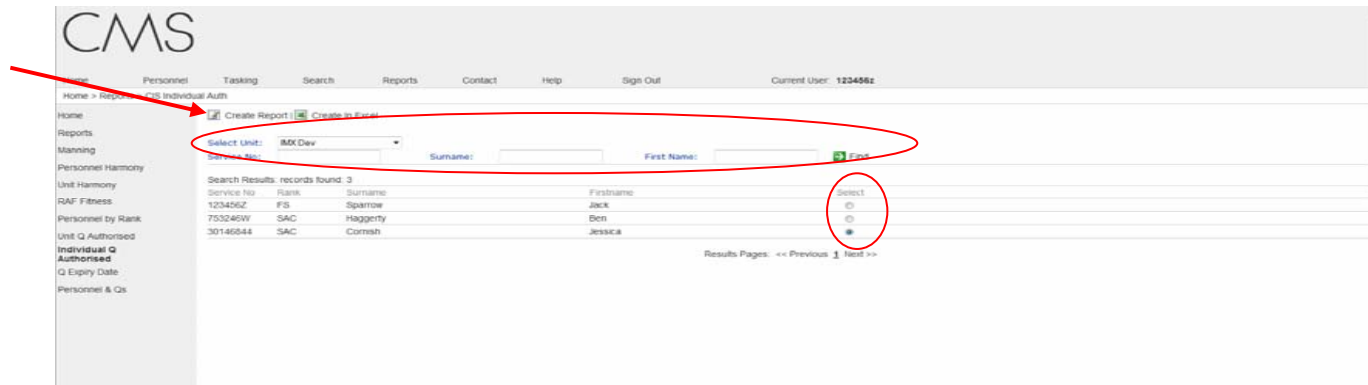 CMS
Home Personnel Tasking Search Reports Contact Help Sign Out Current User: 123456z
Home > Reports > CIS Individual Auth
Home
Reports
Manning
Personnel Harmony
Unit Harmony
RAF Fitness
Personnel by Rank
Unit Q Authorised
Individual Q
Authorised
Q Expiry Date
Personnel & Qs
Create Report | Create In Excel
Select Unit: IMX Dev
Service No: Surname: First Name: Find
Search Results: records found: 3
Service No Rank Surname Firstname Select
123456Z FS Sparrow Jack
753246W SAC Haggerty Ben
30146844 SAC Cornish Jessica
Results Pages: << Previous 1 Next >>